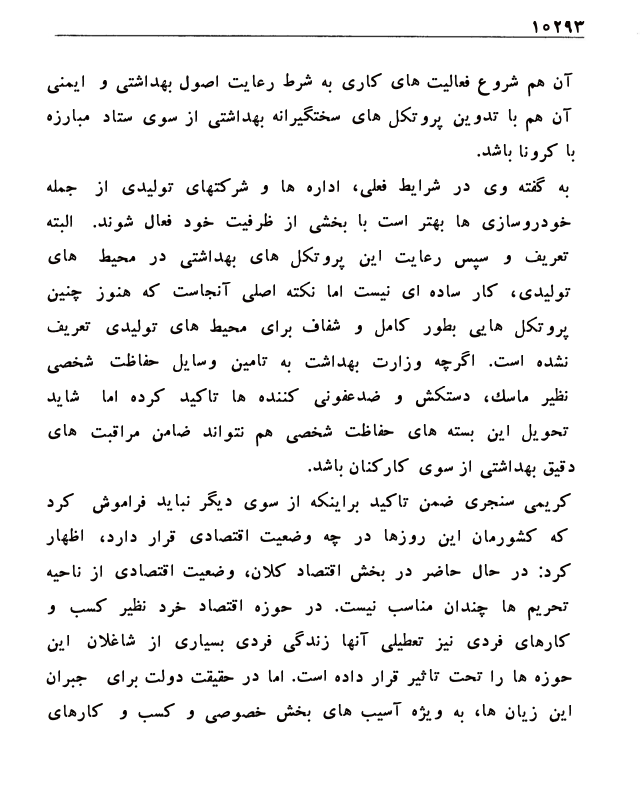 ۱۰۲۹۳
آن هم شروع فعالیت های کاری به شرط رعایت اصول بهداشتی و ایمنی
آن هم با تدوین پروتکل های سختگیرانه بهداشتی از سوی ستاد مبارزه
با کرونا باشد.
به گفته وی در شرایط فعلی، اداره ها و شرکتهای تولیدی از جمله
خودروسازی ها بهتر است با بخشی از ظرفیت خود فعال شوند. البته
تعریف و سپس رعایت این پروتکل های بهداشتی در محیط های
تولیدی، کار ساده ای نیست اما نکته اصلی آنجاست که هنوز چنین
پروتکل هایی بطور کامل و شفاف برای محیط های تولیدی تعریف
نشده است. اگرچه وزارت بهداشت به تامین وسایل حفاظت شخصی
نظیر ماسك، دستکش و ضدعفونی کننده ها تاکید کرده اما شاید
تحویل این بسته های حفاظت شخصی هم نتواند ضامن مراقبت های
دقیق بهداشتی از سوی کارکنان باشد.
کریمی سنجری ضمن تاکید براینکه از سوی دیگر نباید فراموش کرد
که کشورمان این روزها در چه وضعیت اقتصادی قرار دارد، اظهار
کرد: در حال حاضر در بخش اقتصاد کلان، وضعیت اقتصادی از ناحیه
تحریم ها چندان مناسب نیست. در حوزه اقتصاد خرد نظیر کسب و
کارهای فردی نیز تعطیلی آنها زندگی فردی بسیاری از شاغلان این
حوزه ها را تحت تاثیر قرار داده است. اما در حقیقت دولت برای جبران
این زیان ها، به ویژه آسیب های بخش خصوصی و کسب و کارهای